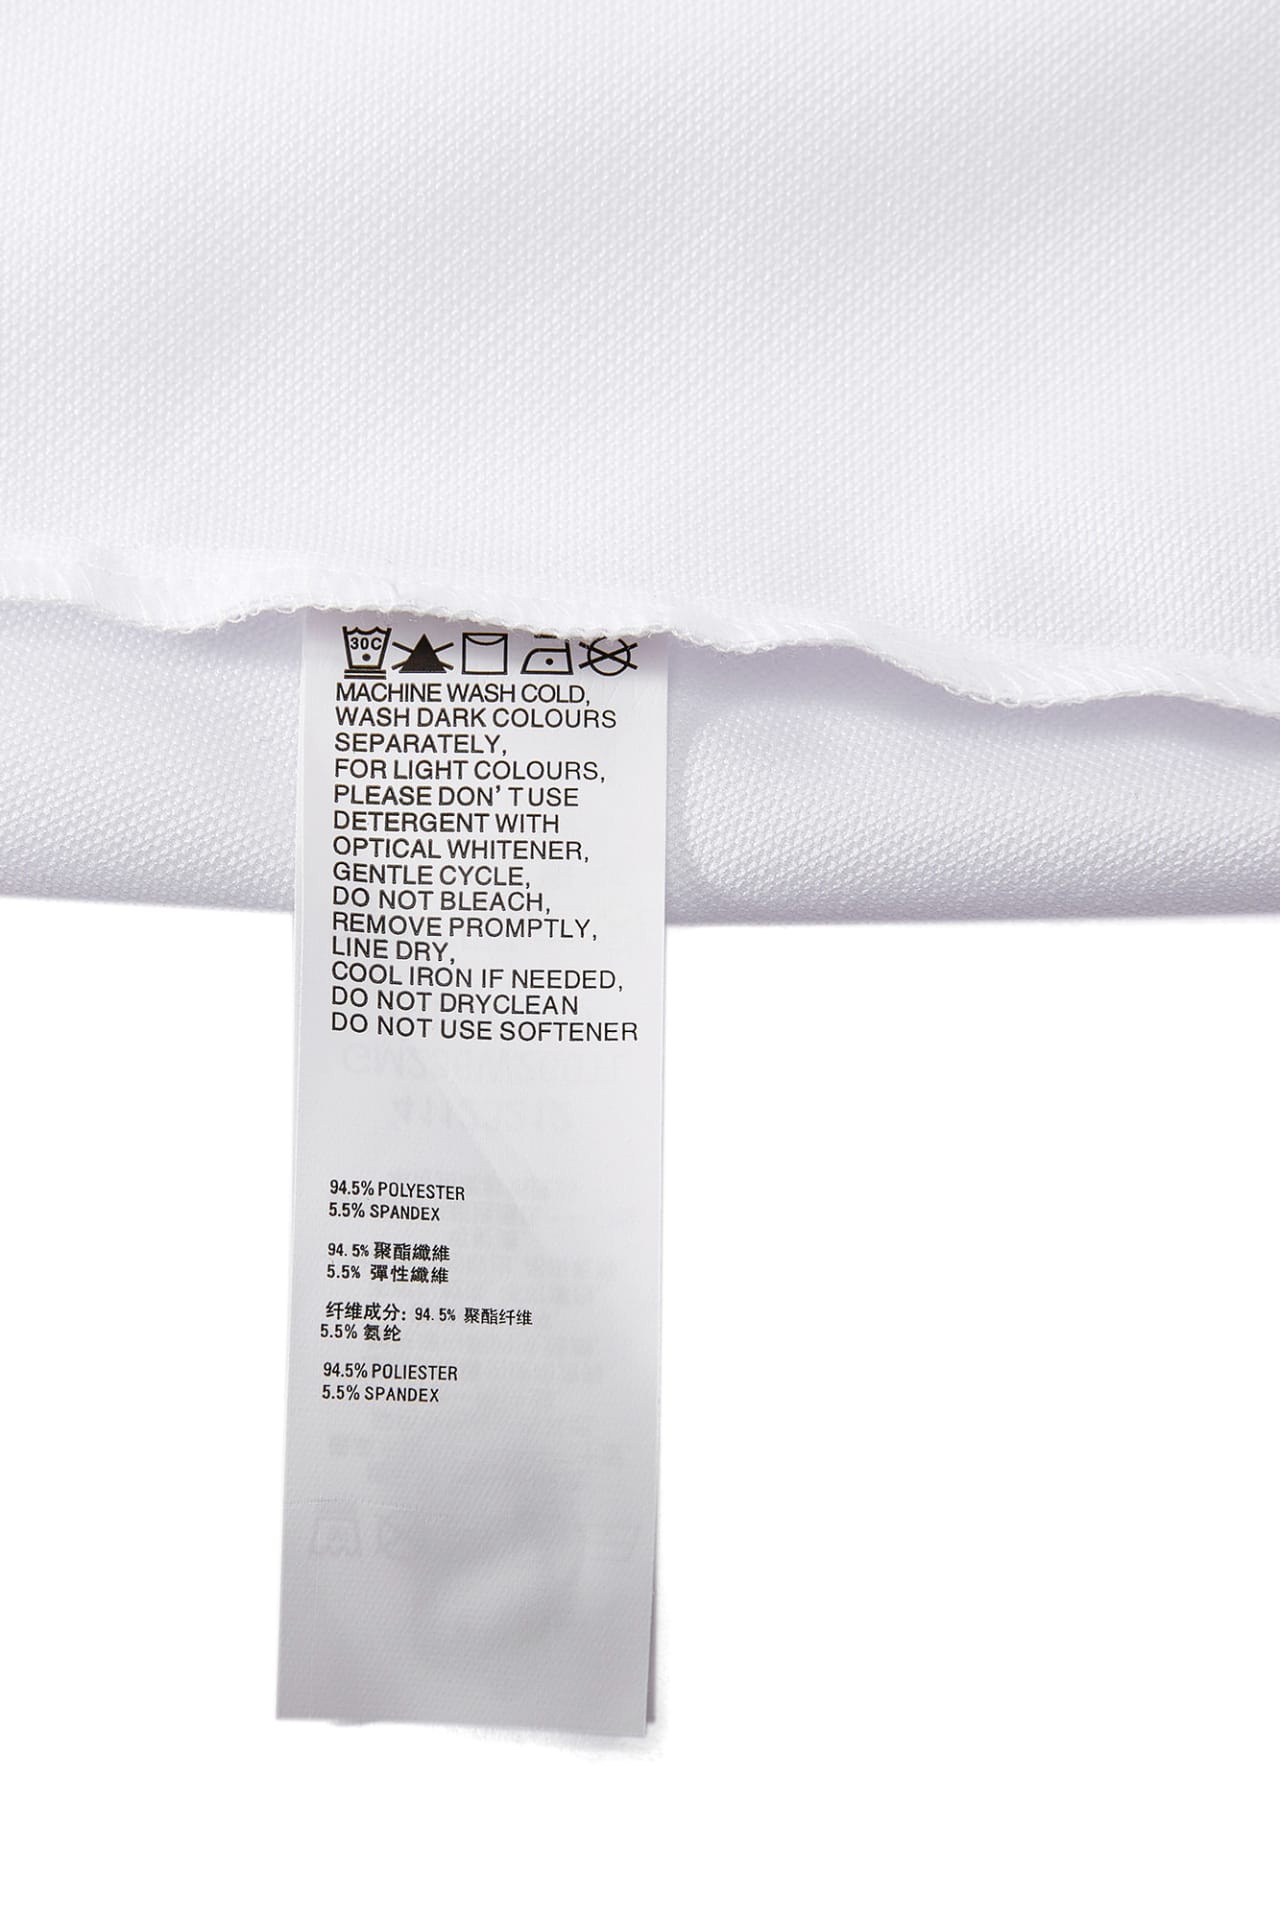 30C
MACHINE WASH COLD,
WASH DARK COLOURS
SEPARATELY,
FOR LIGHT COLOURS,
PLEASE DON'T USE
DETERGENT WITH
OPTICAL WHITENER,
GENTLE CYCLE,
DO NOT BLEACH,
REMOVE PROMPTLY,
LINE DRY,
COOL IRON IF NEEDED,
DO NOT DRYCLEAN
DO NOT USE SOFTENER
94.5% POLYESTER
5.5% SPANDEX
94.5% 聚酯纖維
5.5% 彈性纖維
纤维成分: 94.5% 聚酯纤维
5.5% 氨纶
94.5% POLIESTER
5.5% SPANDEX